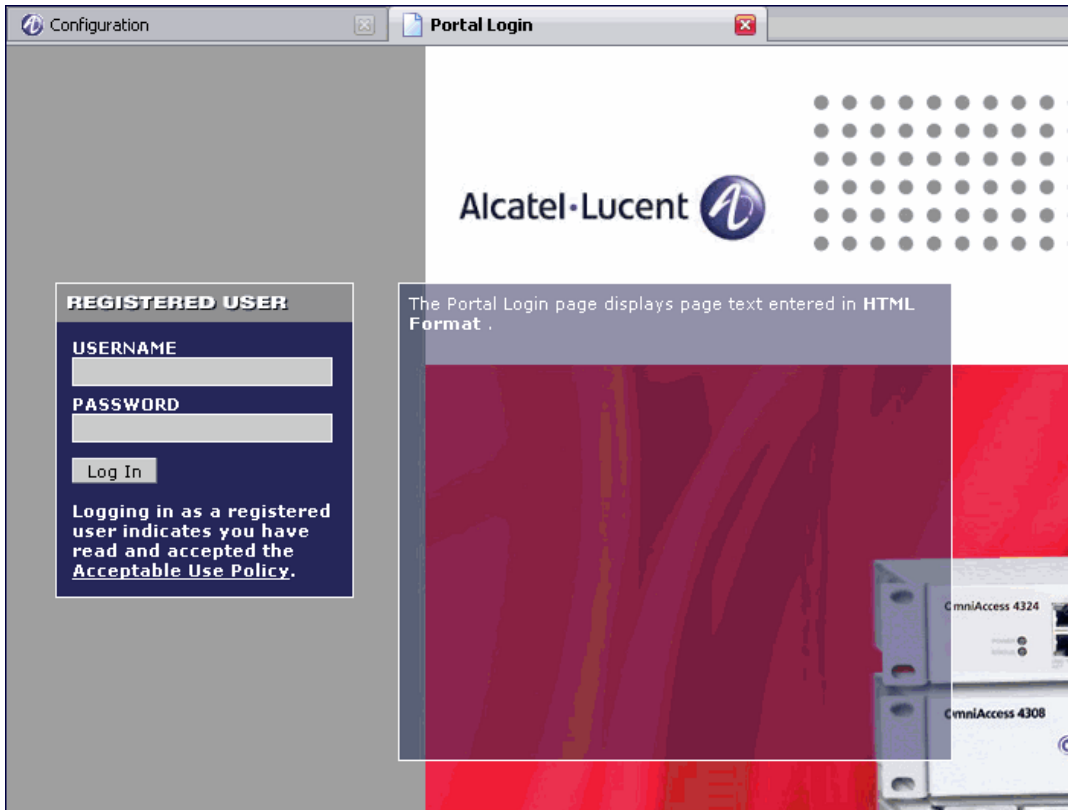 Configuration
Portal Login
Alcatel·Lucent
REGISTERED USER
USERNAME
PASSWORD
Log In
Logging in as a registered
user indicates you have
read and accepted the
Acceptable Use Policy.
The Portal Login page displays page text entered in HTML
Format .
OmniAccess 4324
POWER
STATUS
OmniAccess 4308